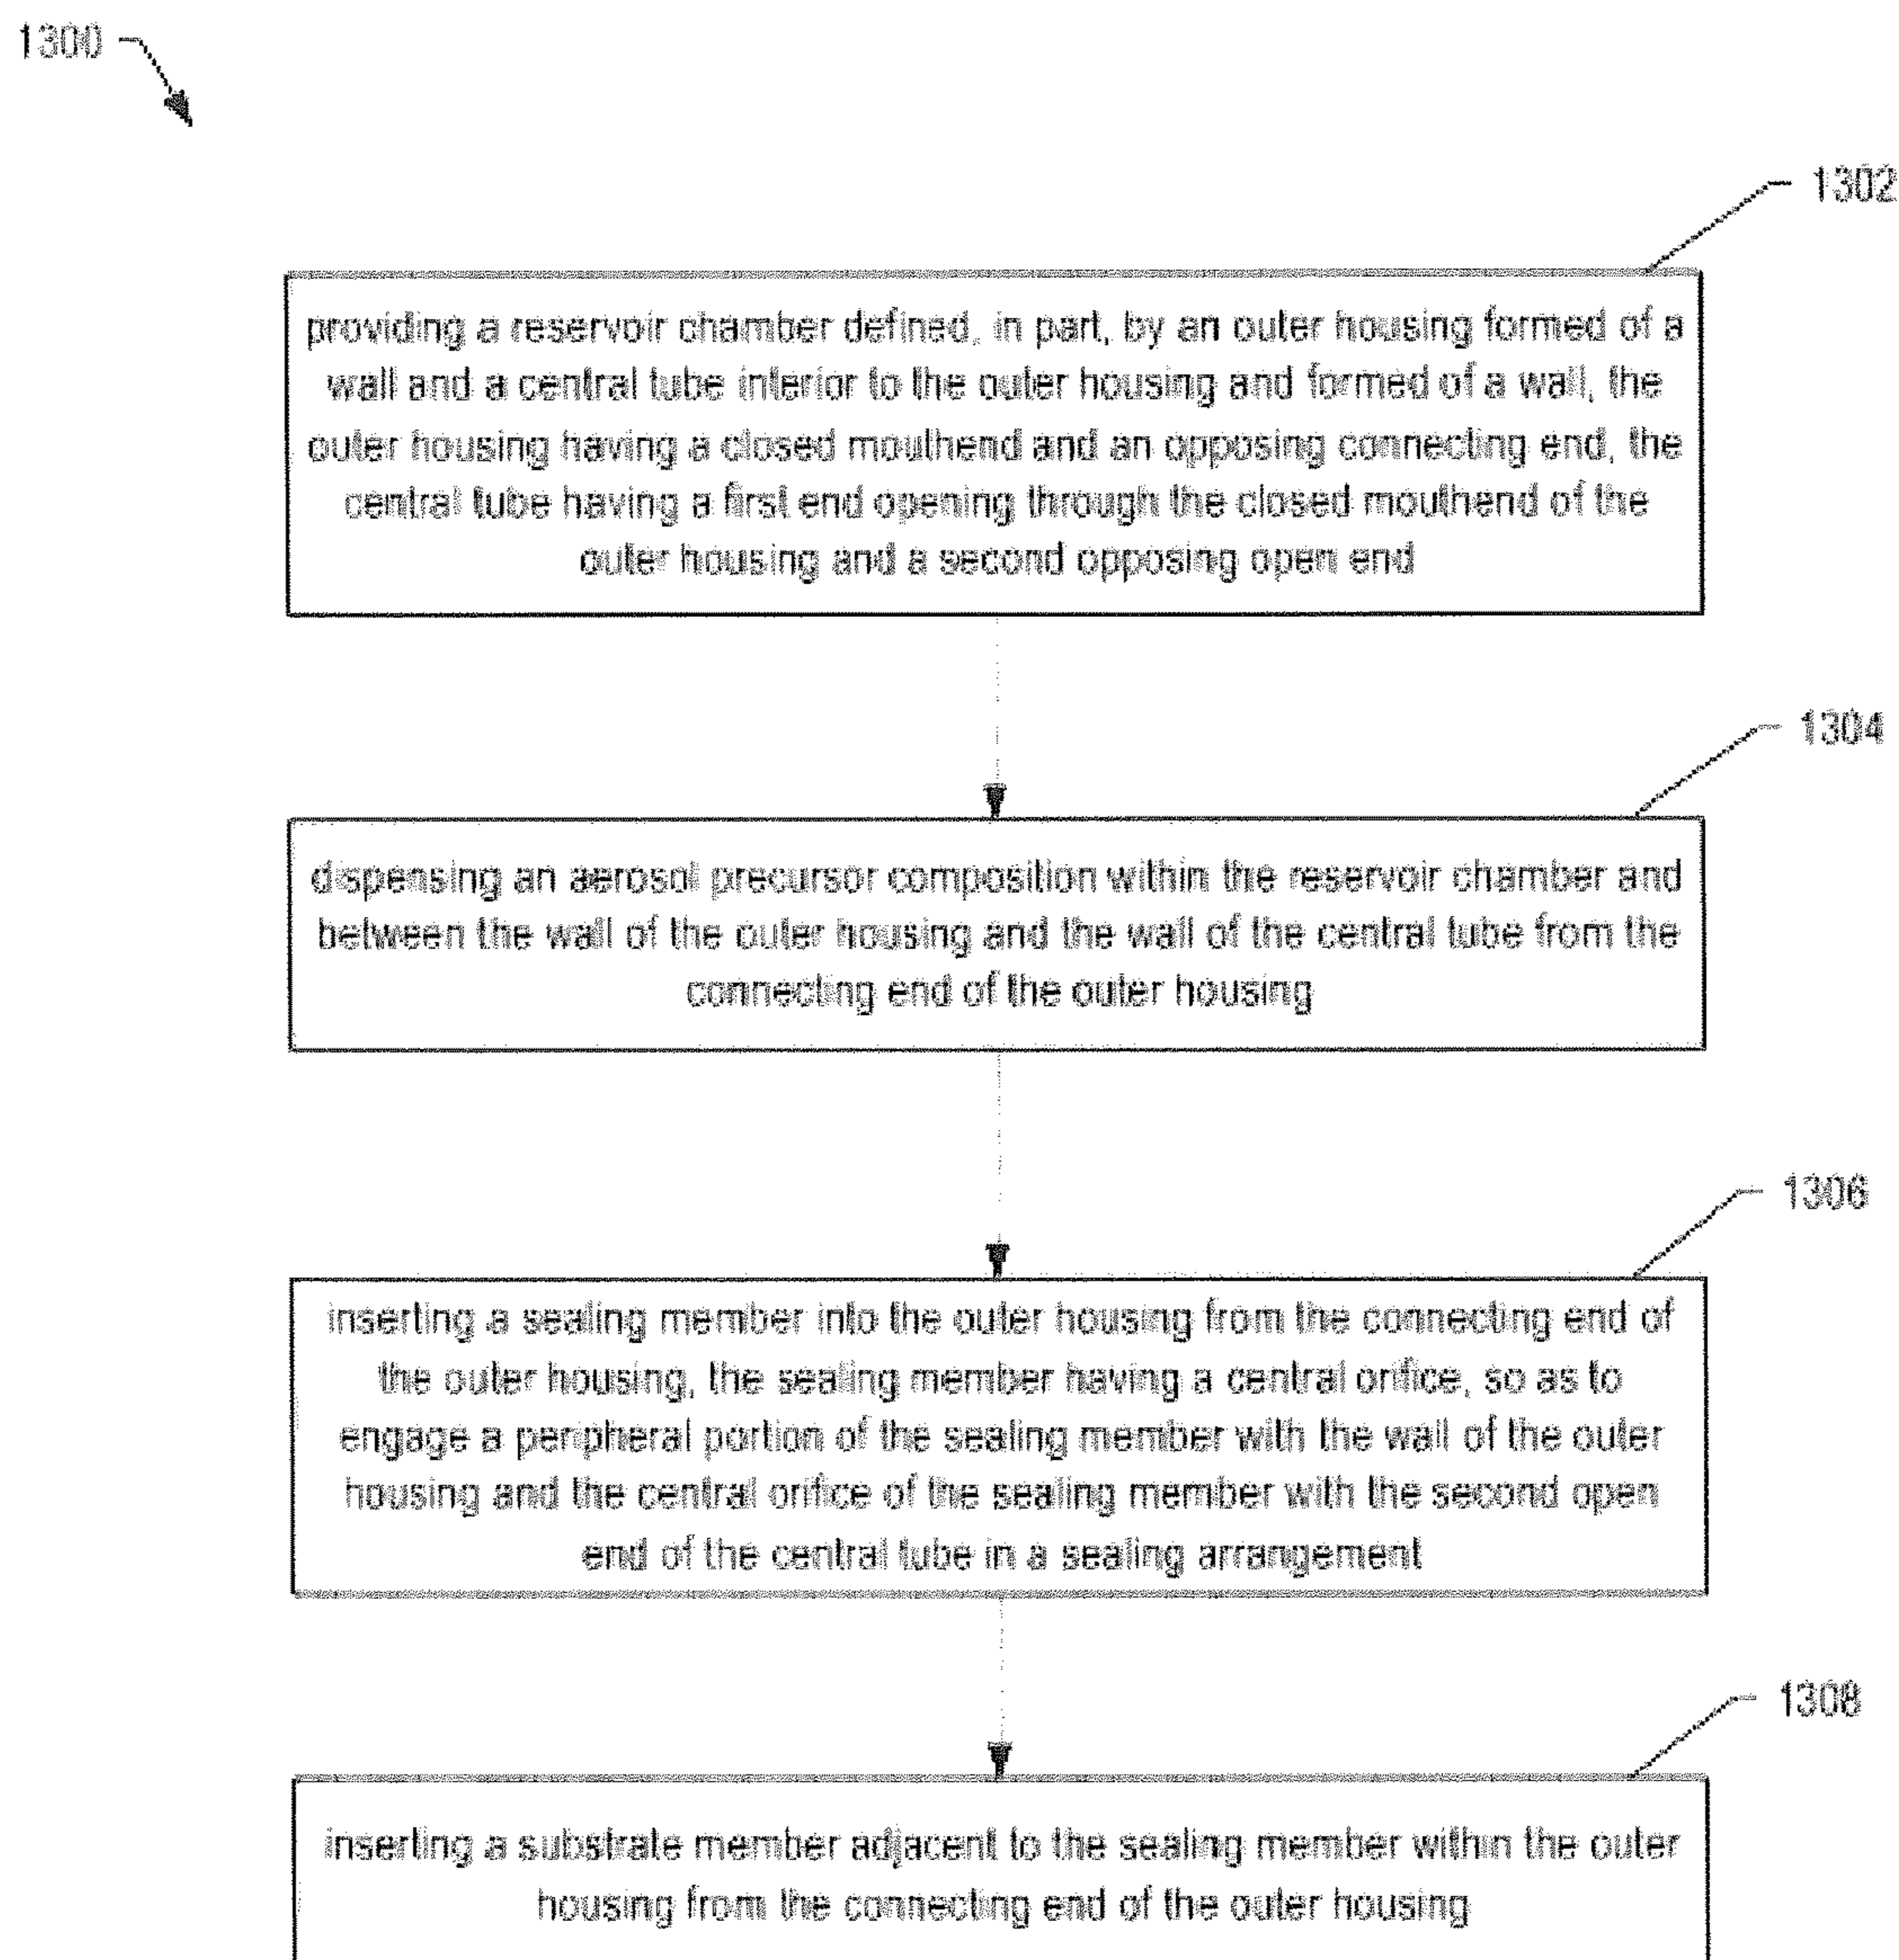 1300
1302
providing a reservoir chamber defined, in part, by an outer housing formed of a
wall and a central tube interior to the outer housing and formed of a wall, the
outer housing having a closed mouthend and an opposing connecting end, the
central tube having a first end opening through the closed mouthend of the
outer housing and a second opposing open end
1304
dispensing an aerosol precursor composition within the reservoir chamber and
between the wall of the outer housing and the wall of the central tube from the
connecting end of the outer housing
1306
inserting a sealing member into the outer housing from the connecting end of
the outer housing, the sealing member having a central orifice, so as to
engage a peripheral portion of the sealing member with the wall of the outer
housing and the central orifice of the sealing member with the second open
end of the central tube in a sealing arrangement
1308
inserting a substrate member adjacent to the sealing member within the outer
housing from the connecting end of the outer housing